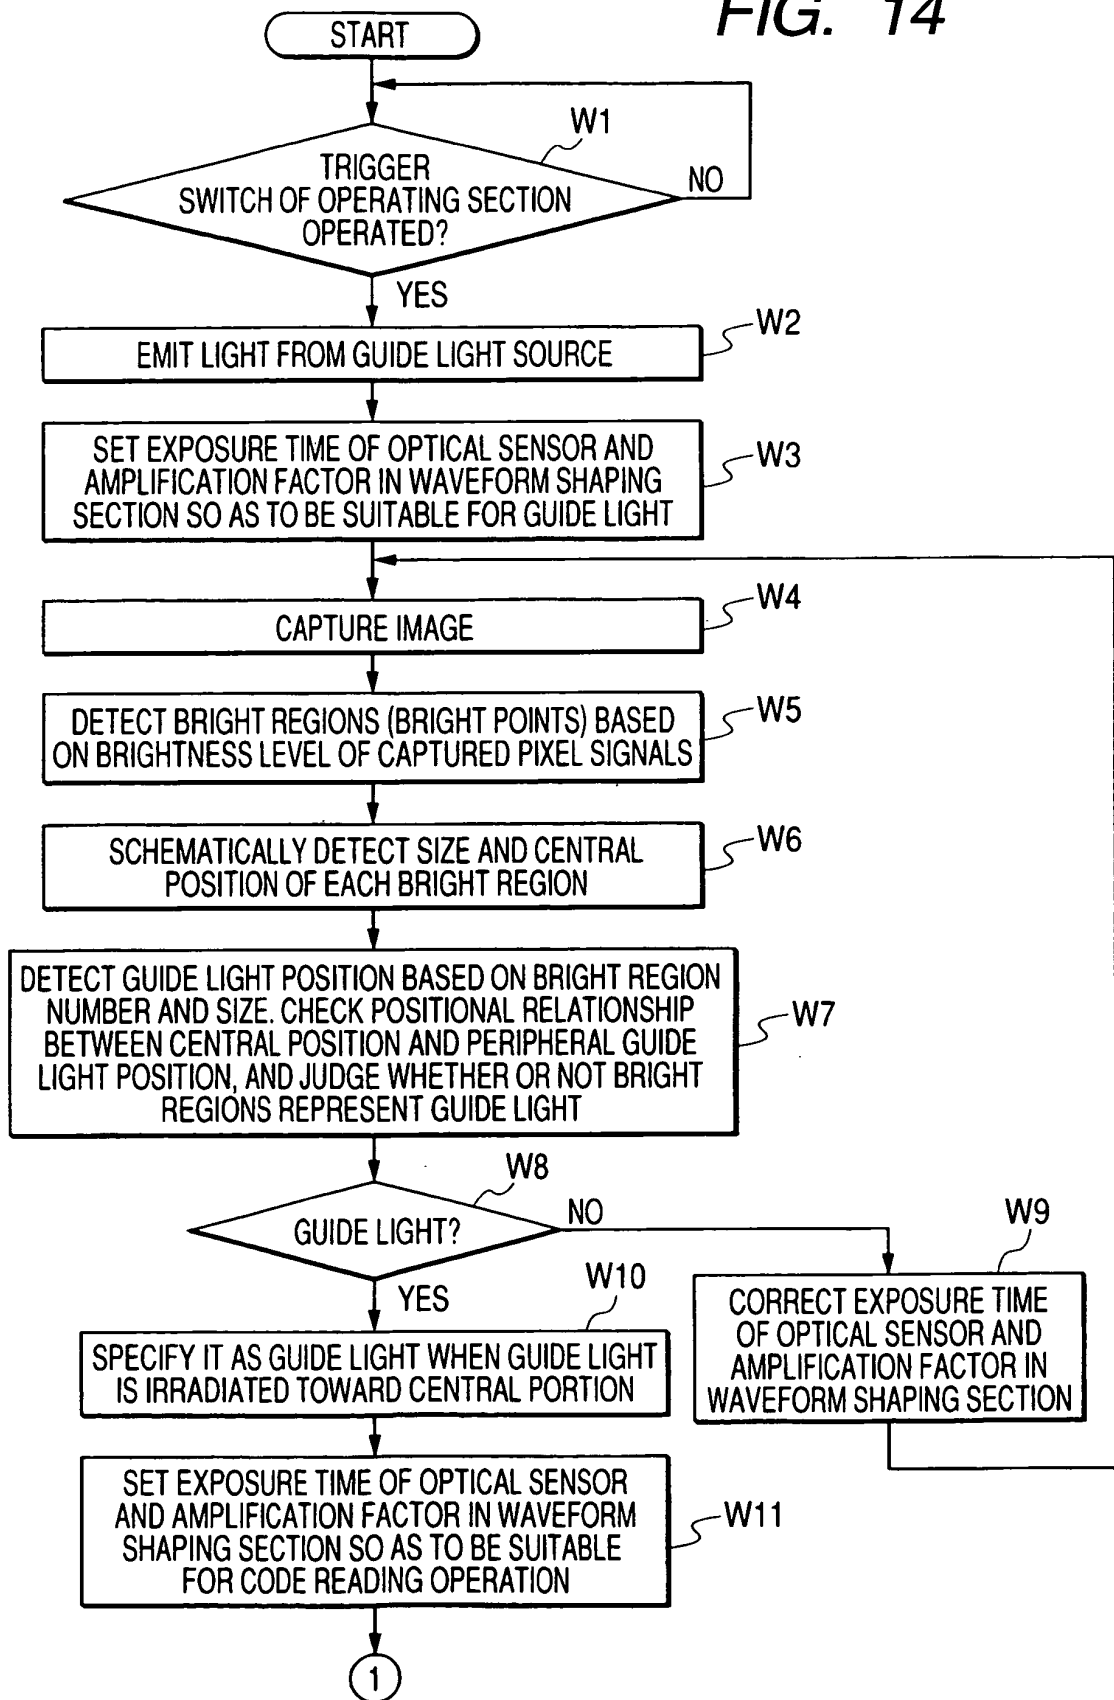 FIG. 14
START
W1
TRIGGER
SWITCH OF OPERATING SECTION
OPERATED?
NO
YES
W2
EMIT LIGHT FROM GUIDE LIGHT SOURCE
W3
SET EXPOSURE TIME OF OPTICAL SENSOR AND
AMPLIFICATION FACTOR IN WAVEFORM SHAPING
SECTION SO AS TO BE SUITABLE FOR GUIDE LIGHT
W4
CAPTURE IMAGE
W5
DETECT BRIGHT REGIONS (BRIGHT POINTS) BASED
ON BRIGHTNESS LEVEL OF CAPTURED PIXEL SIGNALS
W6
SCHEMATICALLY DETECT SIZE AND CENTRAL
POSITION OF EACH BRIGHT REGION
W7
DETECT GUIDE LIGHT POSITION BASED ON BRIGHT REGION
NUMBER AND SIZE. CHECK POSITIONAL RELATIONSHIP
BETWEEN CENTRAL POSITION AND PERIPHERAL GUIDE
LIGHT POSITION, AND JUDGE WHETHER OR NOT BRIGHT
REGIONS REPRESENT GUIDE LIGHT
W8
GUIDE LIGHT?
NO
YES
W9
CORRECT EXPOSURE TIME
OF OPTICAL SENSOR AND
AMPLIFICATION FACTOR IN
WAVEFORM SHAPING SECTION
W10
SPECIFY IT AS GUIDE LIGHT WHEN GUIDE LIGHT
IS IRRADIATED TOWARD CENTRAL PORTION
W11
SET EXPOSURE TIME OF OPTICAL SENSOR
AND AMPLIFICATION FACTOR IN WAVEFORM
SHAPING SECTION SO AS TO BE SUITABLE
FOR CODE READING OPERATION
1